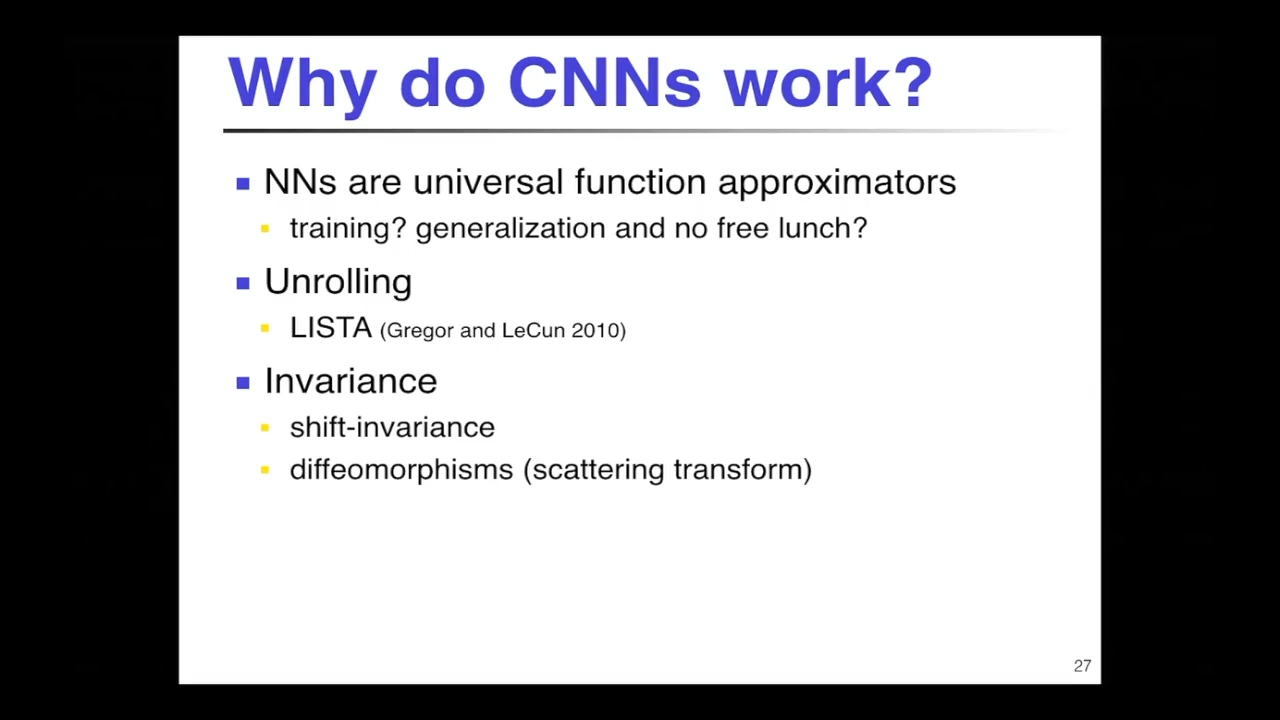 Why do CNNs work?
NNs are universal function approximators
training? generalization and no free lunch?
Unrolling
LISTA (Gregor and LeCun 2010)
Invariance
shift-invariance
diffeomorphisms (scattering transform)
27